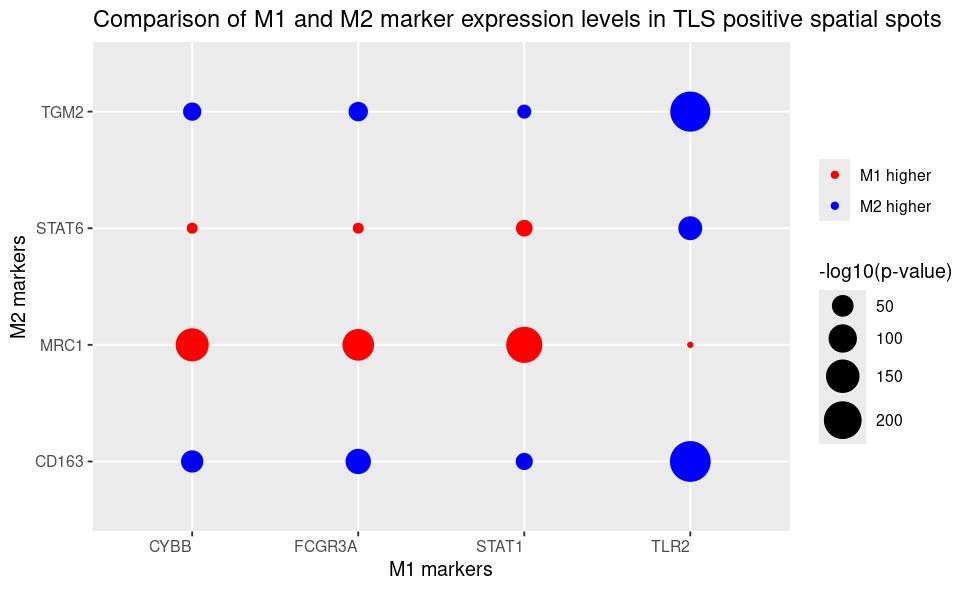 Comparison of M1 and M2 marker expression levels in TLS positive spatial spots
M2 markers
TGM2
STAT6
MRC1
CD163
CYBB
FCGR3A
STAT1
TLR2
M1 markers
M1 higher
M2 higher
-log10(p-value)
50
100
150
200